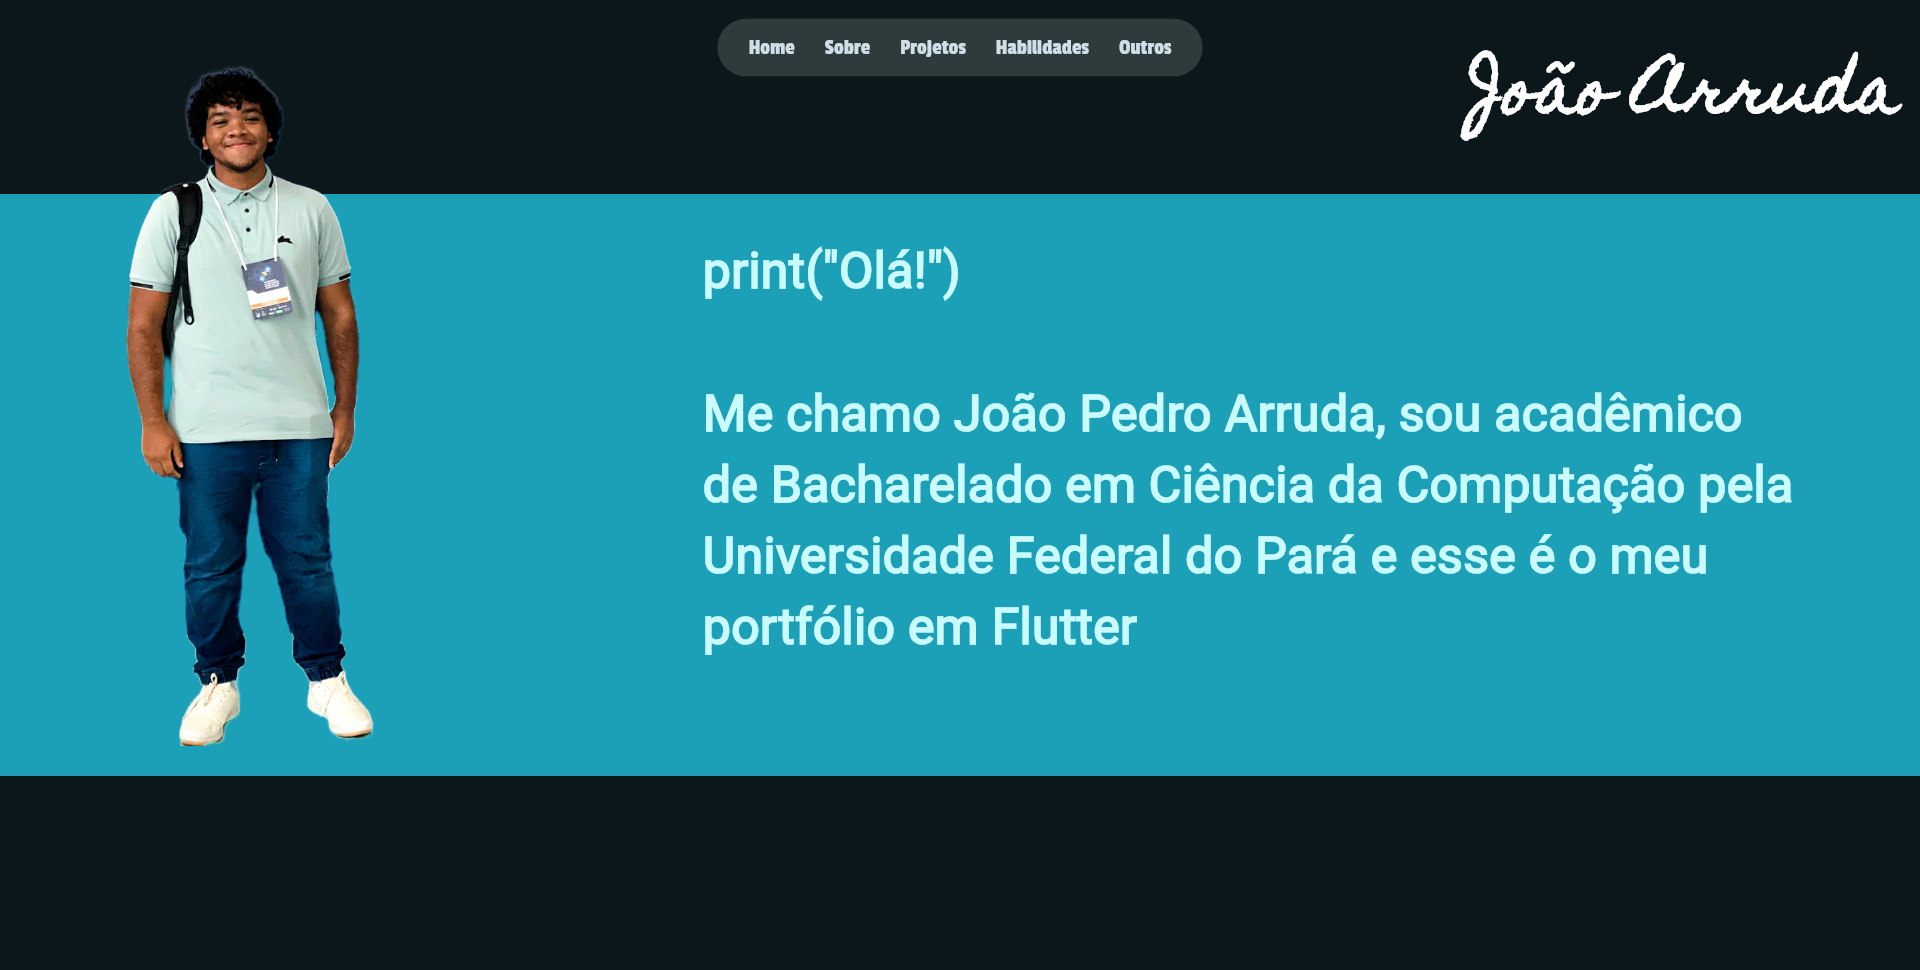 Home Sobre Projetos Habilidades Outros
João Arruda
print("Olá!")
Me chamo João Pedro Arruda, sou acadêmico
de Bacharelado em Ciência da Computação pela
Universidade Federal do Pará e esse é o meu
portfólio em Flutter